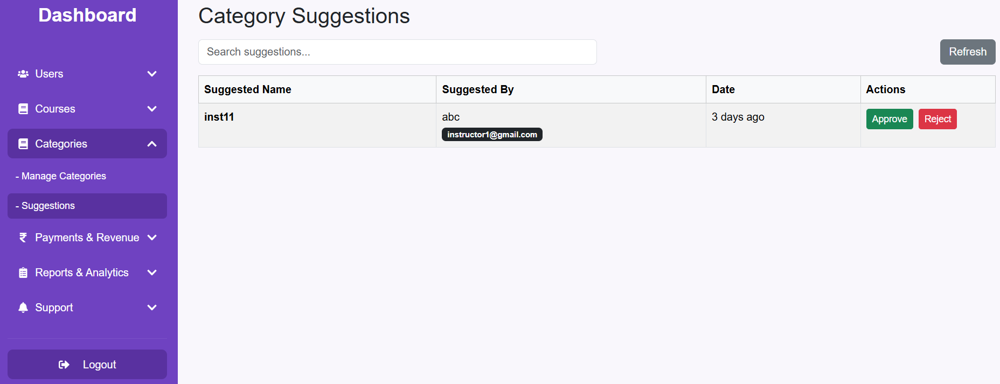 Dashboard
Users
Courses
Categories
- Manage Categories
- Suggestions
Payments & Revenue
Reports & Analytics
Support
Logout
Category Suggestions
Search suggestions...
Refresh
Suggested Name Suggested By Date Actions
inst11 abc 3 days ago Approve Reject
instructor1@gmail.com